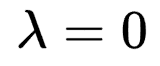 λ = 0